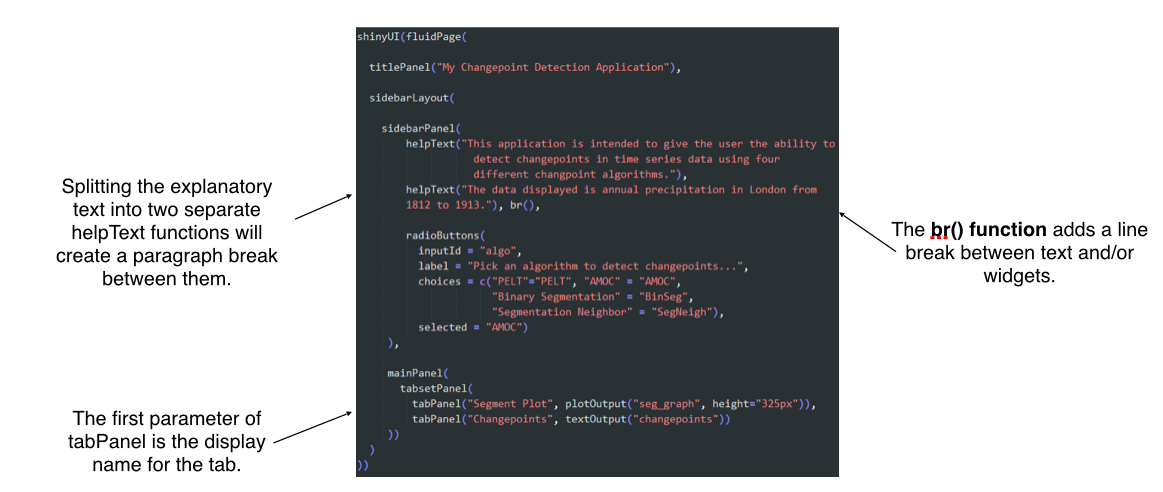 shinyUI(fluidPage(
titlePanel("My Changepoint Detection Application"),
sidebarLayout(
sidebarPanel(
helpText("This application is intended to give the user the ability to
detect changepoints in time series data using four
different changpoint algorithms."),
helpText("The data displayed is annual precipitation in London from
1812 to 1913."), br(),
radioButtons(
inputId = "algo",
label = "Pick an algorithm to detect changepoints...",
choices = c("PELT"="PELT", "AMOC" = "AMOC",
"Binary Segmentation" = "BinSeg",
"Segmentation Neighbor" = "SegNeigh"),
selected = "AMOC")
),
mainPanel(
tabsetPanel(
tabPanel("Segment Plot", plotOutput("seg_graph", height="325px")),
tabPanel("Changepoints", textOutput("changepoints"))
))
)
))
Splitting the explanatory
text into two separate
helpText functions will
create a paragraph break
between them.
The first parameter of
tabPanel is the display
name for the tab.
The br() function adds a line
break between text and/or
widgets.